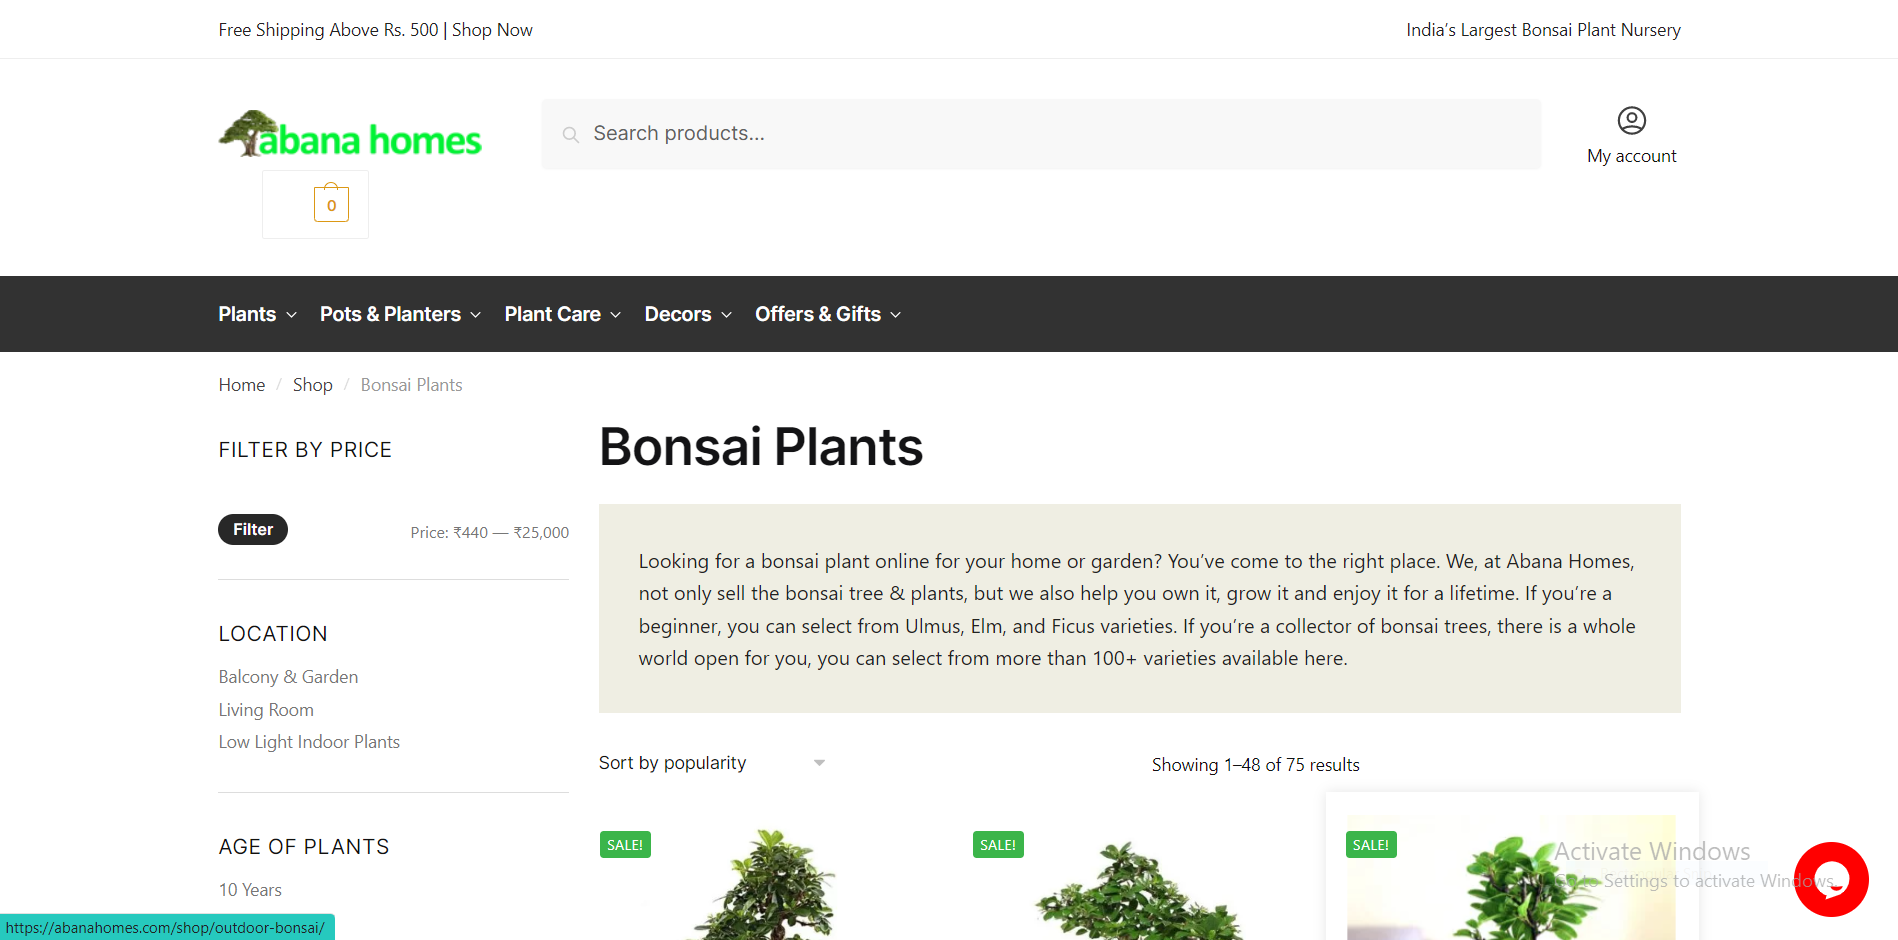 Free Shipping Above Rs. 500 | Shop Now
India’s Largest Bonsai Plant Nursery
abana homes
Search products...
My account
0
Plants
Pots & Planters
Plant Care
Decors
Offers & Gifts
Home / Shop / Bonsai Plants
FILTER BY PRICE
Filter
Price: ₹440 — ₹25,000
LOCATION
Balcony & Garden
Living Room
Low Light Indoor Plants
AGE OF PLANTS
10 Years
Bonsai Plants
Looking for a bonsai plant online for your home or garden? You’ve come to the right place. We, at Abana Homes,
not only sell the bonsai tree & plants, but we also help you own it, grow it and enjoy it for a lifetime. If you’re a
beginner, you can select from Ulmus, Elm, and Ficus varieties. If you’re a collector of bonsai trees, there is a whole
world open for you, you can select from more than 100+ varieties available here.
Sort by popularity
Showing 1–48 of 75 results
SALE!
SALE!
SALE!
Activate Windows
Go to Settings to activate Windows.
https://abanahomes.com/shop/outdoor-bonsai/